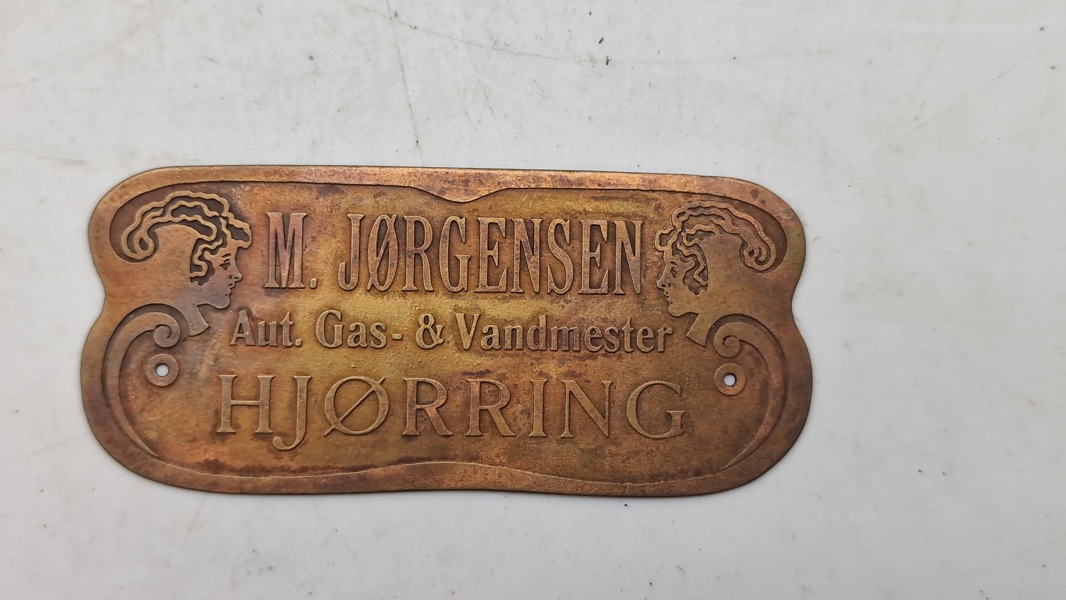 M. JØRGENSEN
Aut. Gas- & Vandmester
HJØRRING